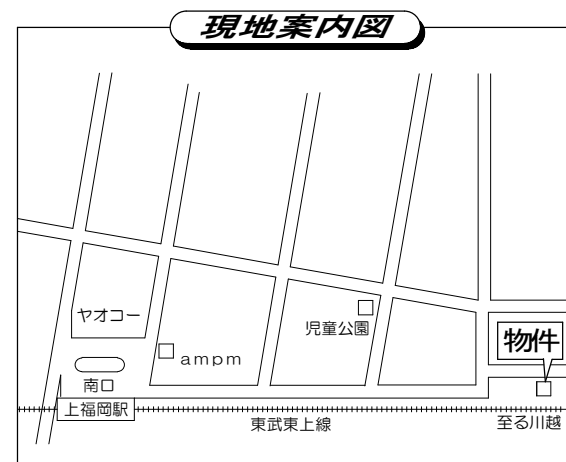 現地案内図
ヤオコー
児童公園
物件
ampm
南口
上福岡駅
東武東上線
至る川越